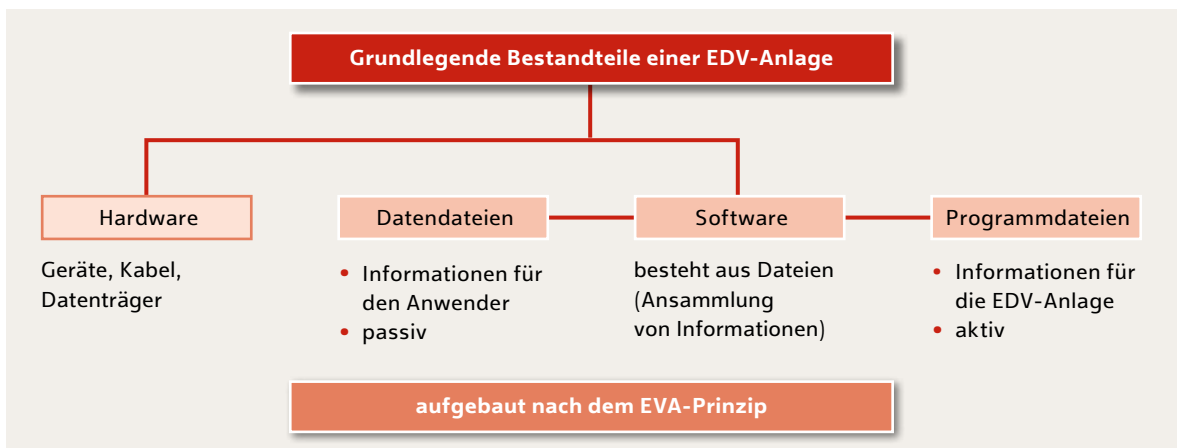 Grundlegende Bestandteile einer EDV-Anlage
Hardware
Geräte, Kabel,
Datenträger
Datendateien
• Informationen für
den Anwender
• passiv
Software
besteht aus Dateien
(Ansammlung
von Informationen)
Programmdateien
• Informationen für
die EDV-Anlage
• aktiv
aufgebaut nach dem EVA-Prinzip